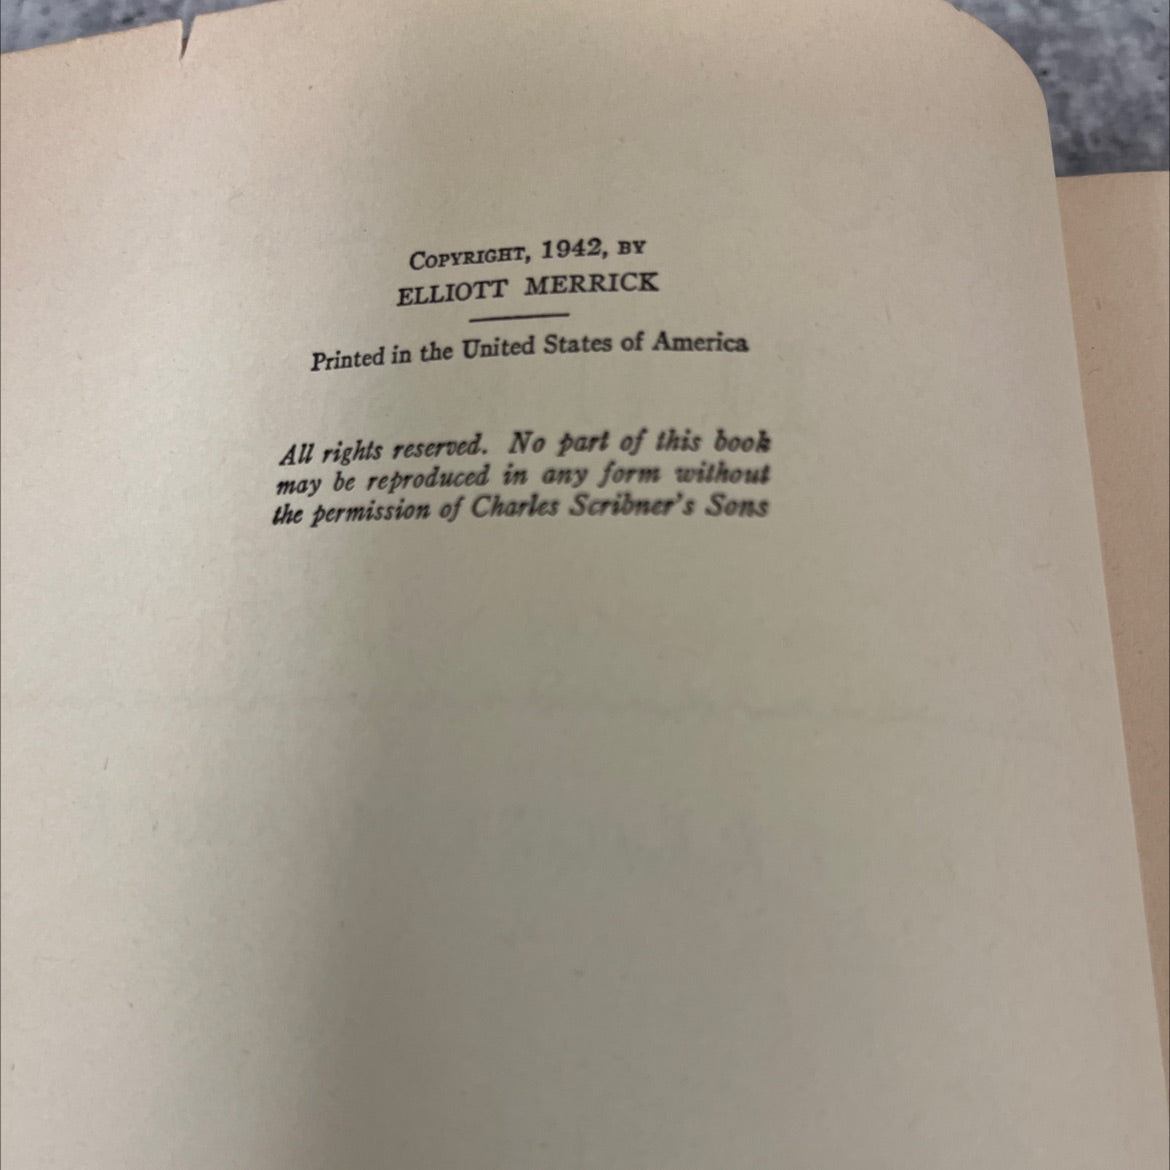 COPYRIGHT, 1942, BY
ELLIOTT MERRICK
Printed in the United States of America
All rights reserved. No part of this book
may be reproduced in any form without
the permission of Charles Scribner's Sons